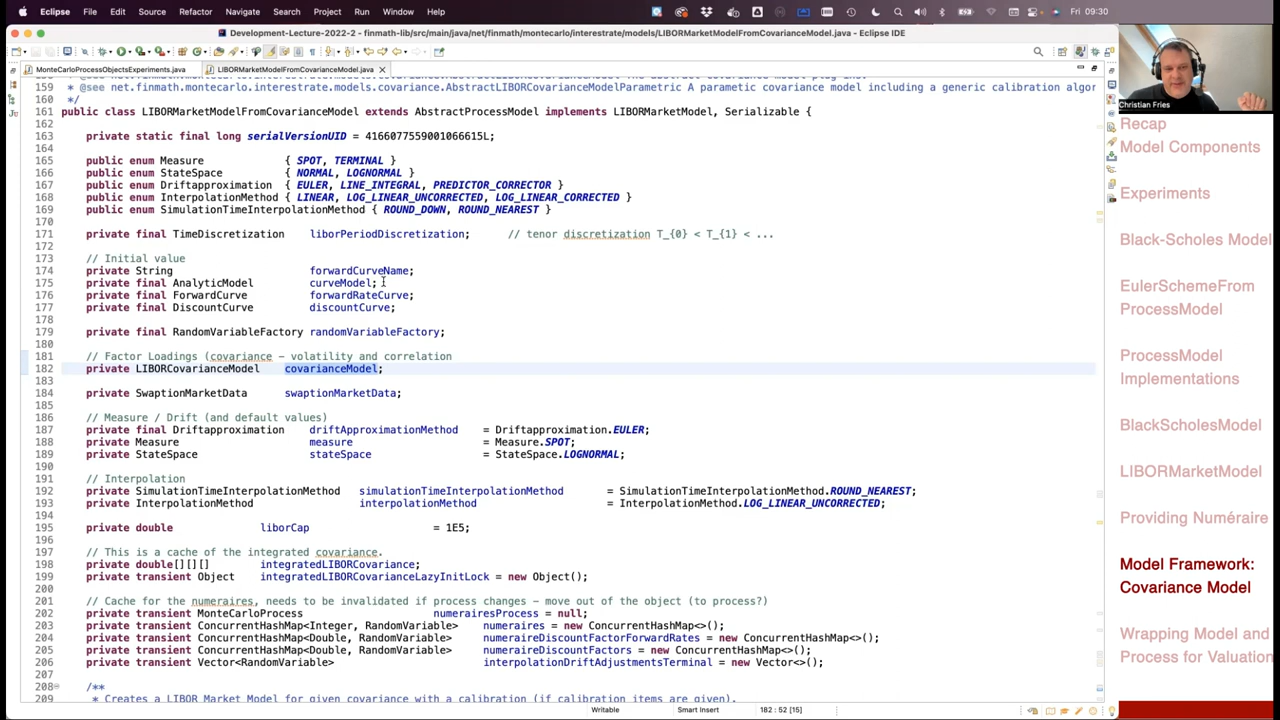 Eclipse File Edit Source Refactor Navigate Search Project Run Window Help Fri 09:30
Development-Lecture-2022-2 – finmath-lib/src/main/java/net/finmath/montecarlo/interestrate/models/LIBORMarketModelFromCovarianceModel.java – Eclipse IDE
MonteCarloProcessObjectsExperiments.java LIBORMarketModelFromCovarianceModel.java
159 * @see net.finmath.montecarlo.interestrate.models.covariance.AbstractLIBORCovarianceModelParametric A parametic covariance model including a generic calibration algor
160 */
161 public class LIBORMarketModelFromCovarianceModel extends AbstractProcessModel implements LIBORMarketModel, Serializable {
162
163 private static final long serialVersionUID = 4166077559001066615L;
164
165 public enum Measure { SPOT, TERMINAL }
166 public enum StateSpace { NORMAL, LOGNORMAL }
167 public enum Driftapproximation { EULER, LINE_INTEGRAL, PREDICTOR_CORRECTOR }
168 public enum InterpolationMethod { LINEAR, LOG_LINEAR_UNCORRECTED, LOG_LINEAR_CORRECTED }
169 public enum SimulationTimeInterpolationMethod { ROUND_DOWN, ROUND_NEAREST }
170
171 private final TimeDiscretization liborPeriodDiscretization; // tenor discretization T_{0} < T_{1} < ...
172
173 // Initial value
174 private String forwardCurveName;
175 private final AnalyticModel curveModel;
176 private final ForwardCurve forwardRateCurve;
177 private final DiscountCurve discountCurve;
178
179 private final RandomVariableFactory randomVariableFactory;
180
181 // Factor Loadings (covariance - volatility and correlation
182 private LIBORCovarianceModel covarianceModel;
183
184 private SwaptionMarketData swaptionMarketData;
185
186 // Measure / Drift (and default values)
187 private final Driftapproximation driftApproximationMethod = Driftapproximation.EULER;
188 private Measure measure = Measure.SPOT;
189 private StateSpace stateSpace = StateSpace.LOGNORMAL;
190
191 // Interpolation
192 private SimulationTimeInterpolationMethod simulationTimeInterpolationMethod = SimulationTimeInterpolationMethod.ROUND_NEAREST;
193 private InterpolationMethod interpolationMethod = InterpolationMethod.LOG_LINEAR_UNCORRECTED;
194
195 private double liborCap = 1E5;
196
197 // This is a cache of the integrated covariance.
198 private double[][][] integratedLIBORCovariance;
199 private transient Object integratedLIBORCovarianceLazyInitLock = new Object();
200
201 // Cache for the numeraires, needs to be invalidated if process changes - move out of the object (to process?)
202 private transient MonteCarloProcess numerairesProcess = null;
203 private transient ConcurrentHashMap<Integer, RandomVariable> numeraires = new ConcurrentHashMap<>();
204 private transient ConcurrentHashMap<Double, RandomVariable> numeraireDiscountFactorForwardRates = new ConcurrentHashMap<>();
205 private transient ConcurrentHashMap<Double, RandomVariable> numeraireDiscountFactors = new ConcurrentHashMap<>();
206 private transient Vector<RandomVariable> interpolationDriftAdjustmentsTerminal = new Vector<>();
207
208 /**
209 * Creates a LIBOR Market Model for given covariance with a calibration (if calibration items are given).
Writable Smart Insert 182 : 52 [15]
Christian Fries
Recap
Model Components
Experiments
Black-Scholes Model
EulerSchemeFrom
ProcessModel
ProcessModel
Implementations
BlackScholesModel
LIBORMarketModel
Providing Numéraire
Model Framework:
Covariance Model
Wrapping Model and
Process for Valuation